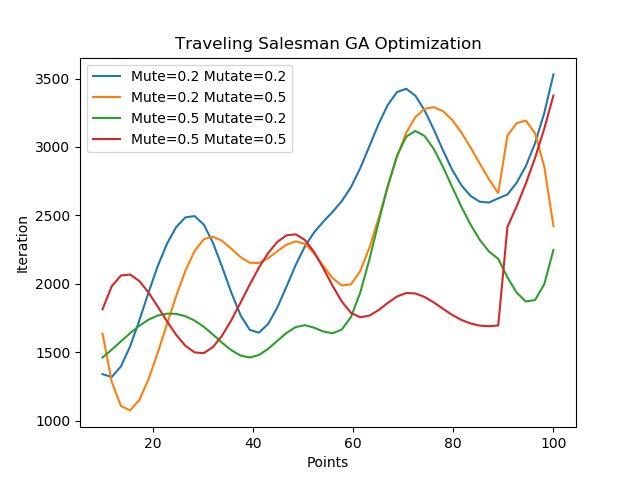 Traveling Salesman GA Optimization
Mute=0.2 Mutate=0.2
Mute=0.2 Mutate=0.5
Mute=0.5 Mutate=0.2
Mute=0.5 Mutate=0.5
3500
3000
2500
2000
1500
1000
Iteration
20 40 60 80 100
Points